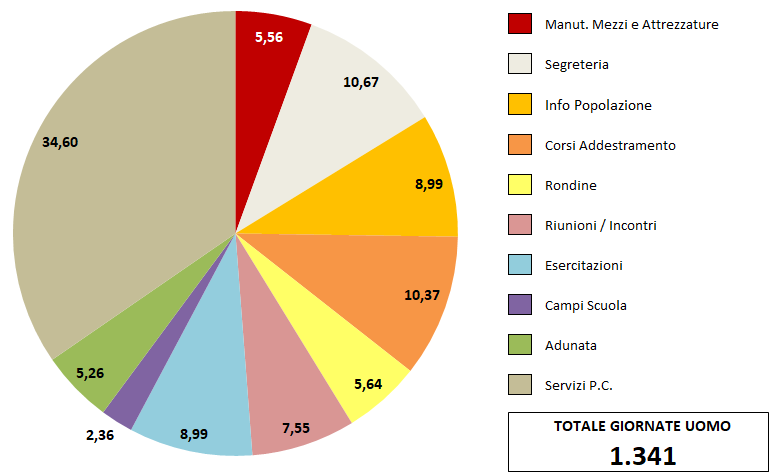 5,56
10,67
8,99
10,37
5,64
7,55
8,99
2,36
5,26
34,60
Manut. Mezzi e Attrezzature
Segreteria
Info Popolazione
Corsi Addestramento
Rondine
Riunioni / Incontri
Esercitazioni
Campi Scuola
Adunata
Servizi P.C.
TOTALE GIORNATE UOMO
1.341